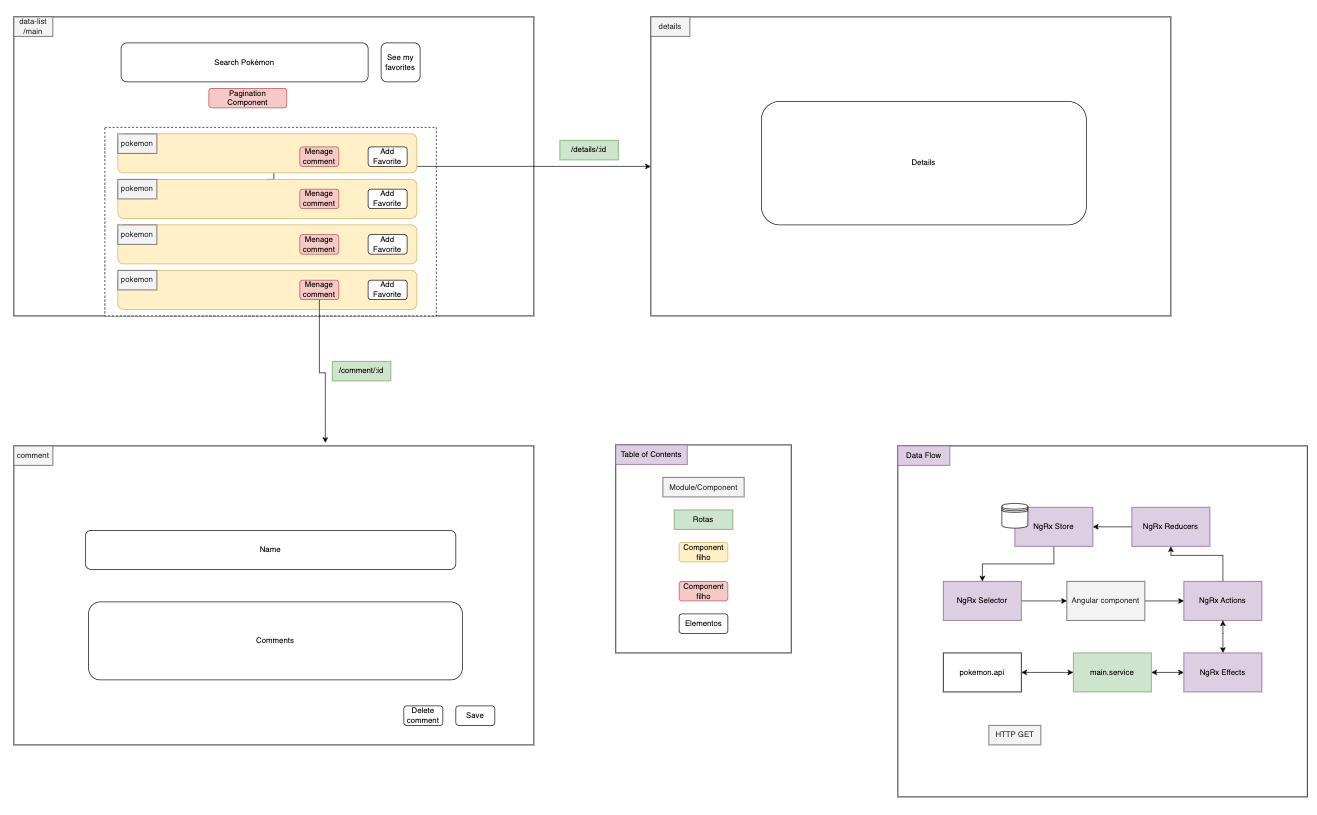 data-list
/main
Search Pokémon
See my
favorites
Pagination
Component
pokemon
Menage
comment
Add
Favorite
pokemon
Menage
comment
Add
Favorite
pokemon
Menage
comment
Add
Favorite
pokemon
Menage
comment
Add
Favorite
/details/:id
details
Details
/comment/:id
comment
Name
Comments
Delete
comment
Save
Table of Contents
Module/Component
Rotas
Component
filho
Component
filho
Elementos
Data Flow
NgRx Store
NgRx Reducers
NgRx Selector
Angular component
NgRx Actions
pokemon.api
main.service
NgRx Effects
HTTP GET